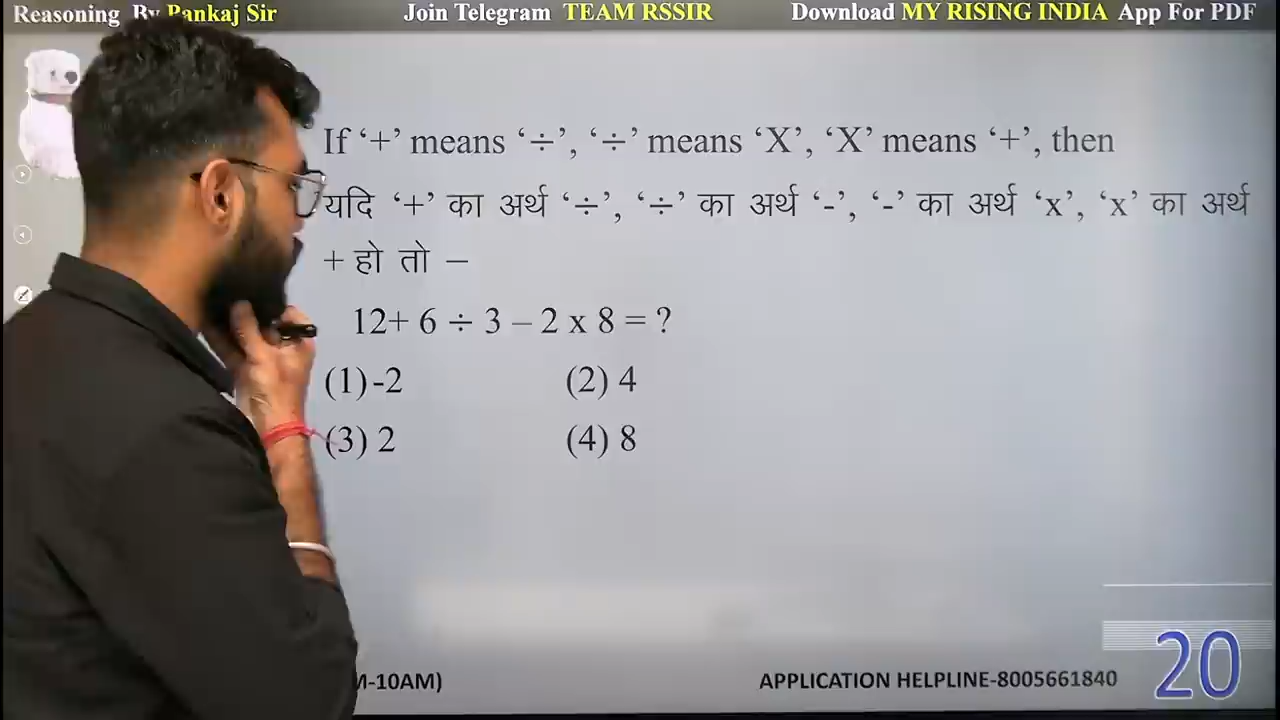 Reasoning By Pankaj Sir Join Telegram TEAM RSSIR Download MY RISING INDIA App For PDF
If ‘+’ means ‘÷’, ‘÷’ means ‘X’, ‘X’ means ‘+’, then
यदि ‘+’ का अर्थ ‘÷’, ‘÷’ का अर्थ ‘-’, ‘-’ का अर्थ ‘x’, ‘x’ का अर्थ
+ हो तो –
12+ 6 ÷ 3 – 2 x 8 = ?
(1) -2 (2) 4
(3) 2 (4) 8
-10AM) APPLICATION HELPLINE-8005661840
20